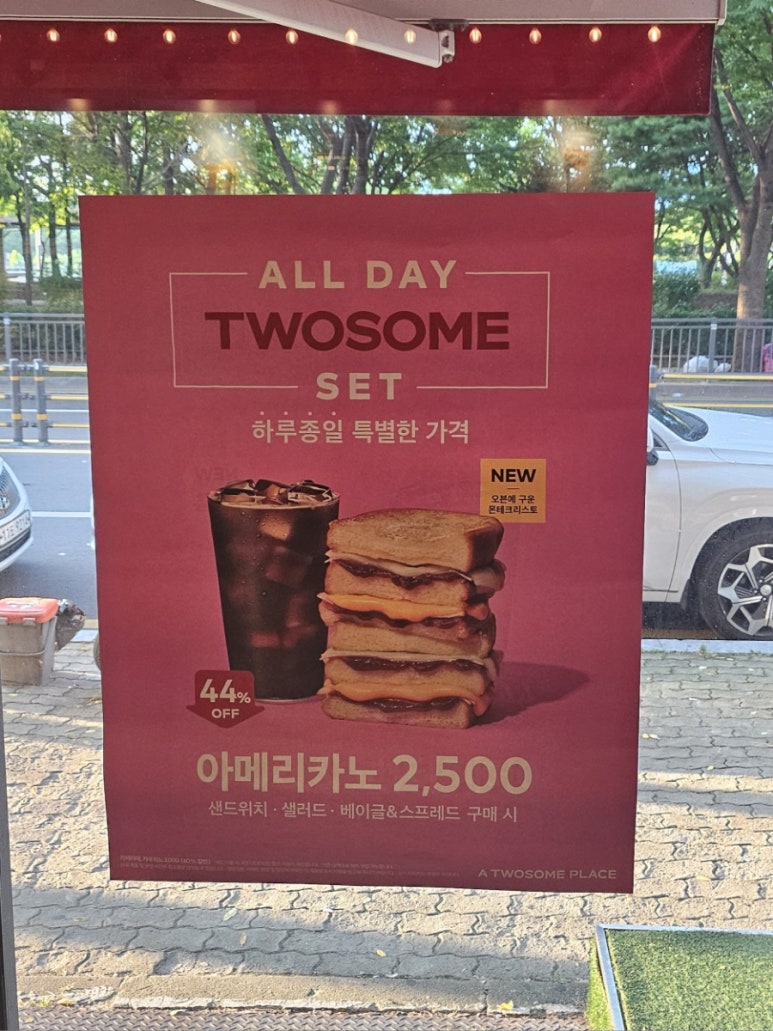 ALL DAY
TWOSOME
SET
하루종일 특별한 가격
NEW
오븐에 구운
몬테크리스토
44%
OFF
아메리카노 2,500
샌드위치 · 샐러드 · 베이글&스프레드 구매 시
A TWOSOME PLACE